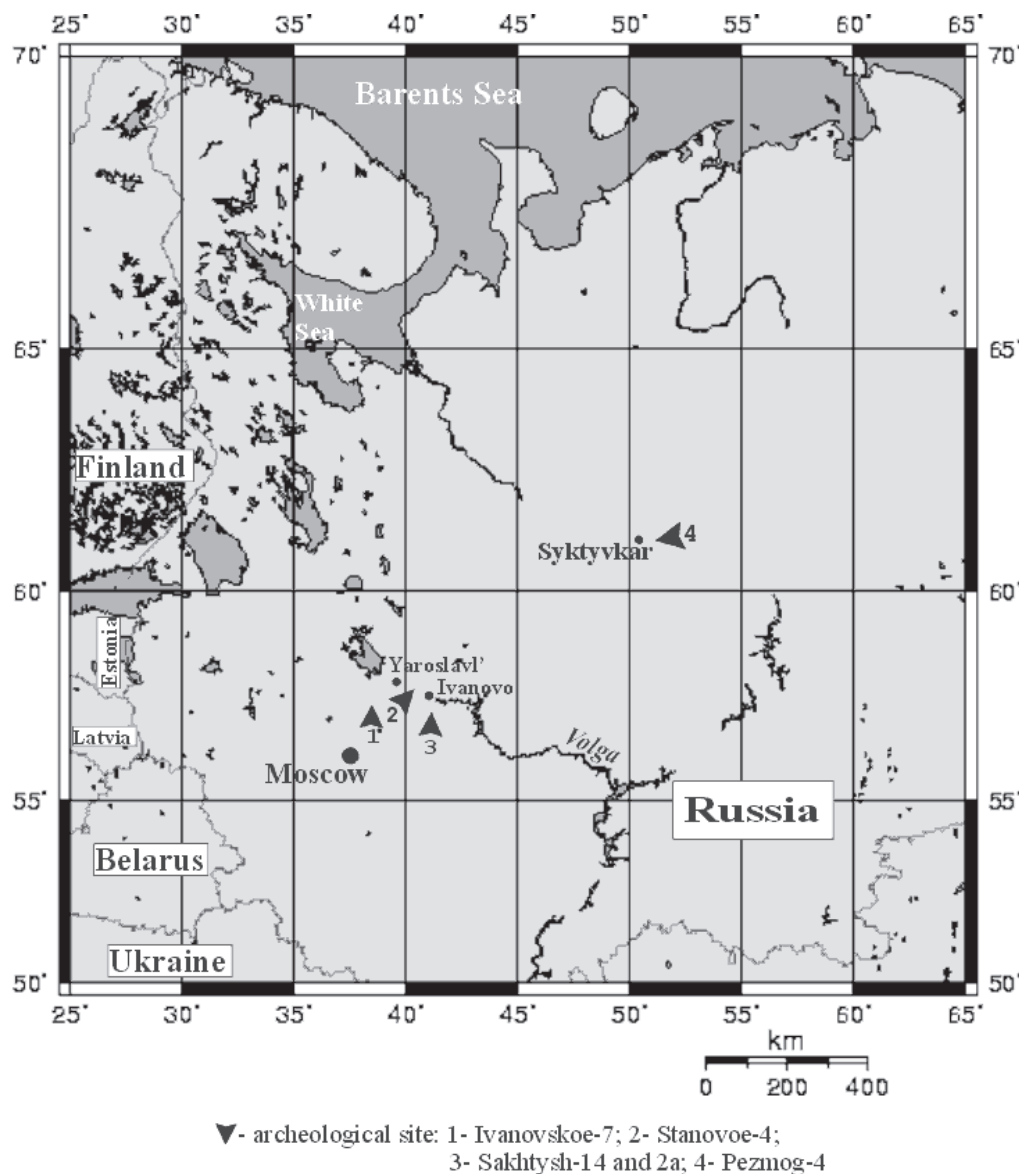 25° 30° 35° 40° 45° 50° 55° 60° 65°
70° 70°
Barents Sea
White
Sea
65° 65°
Finland
Syktyvkar 4
60° 60°
Estonia
Yaroslavl'
Ivanovo
2
1
3
Latvia
Volga
Moscow
55° 55°
Russia
Belarus
Ukraine
50° 50°
25° 30° 35° 40° 45° 50° 55° 60° 65°
km
0 200 400
- archeological site: 1- Ivanovskoe-7; 2- Stanovoe-4;
3- Sakhtysh-14 and 2a; 4- Pezmog-4